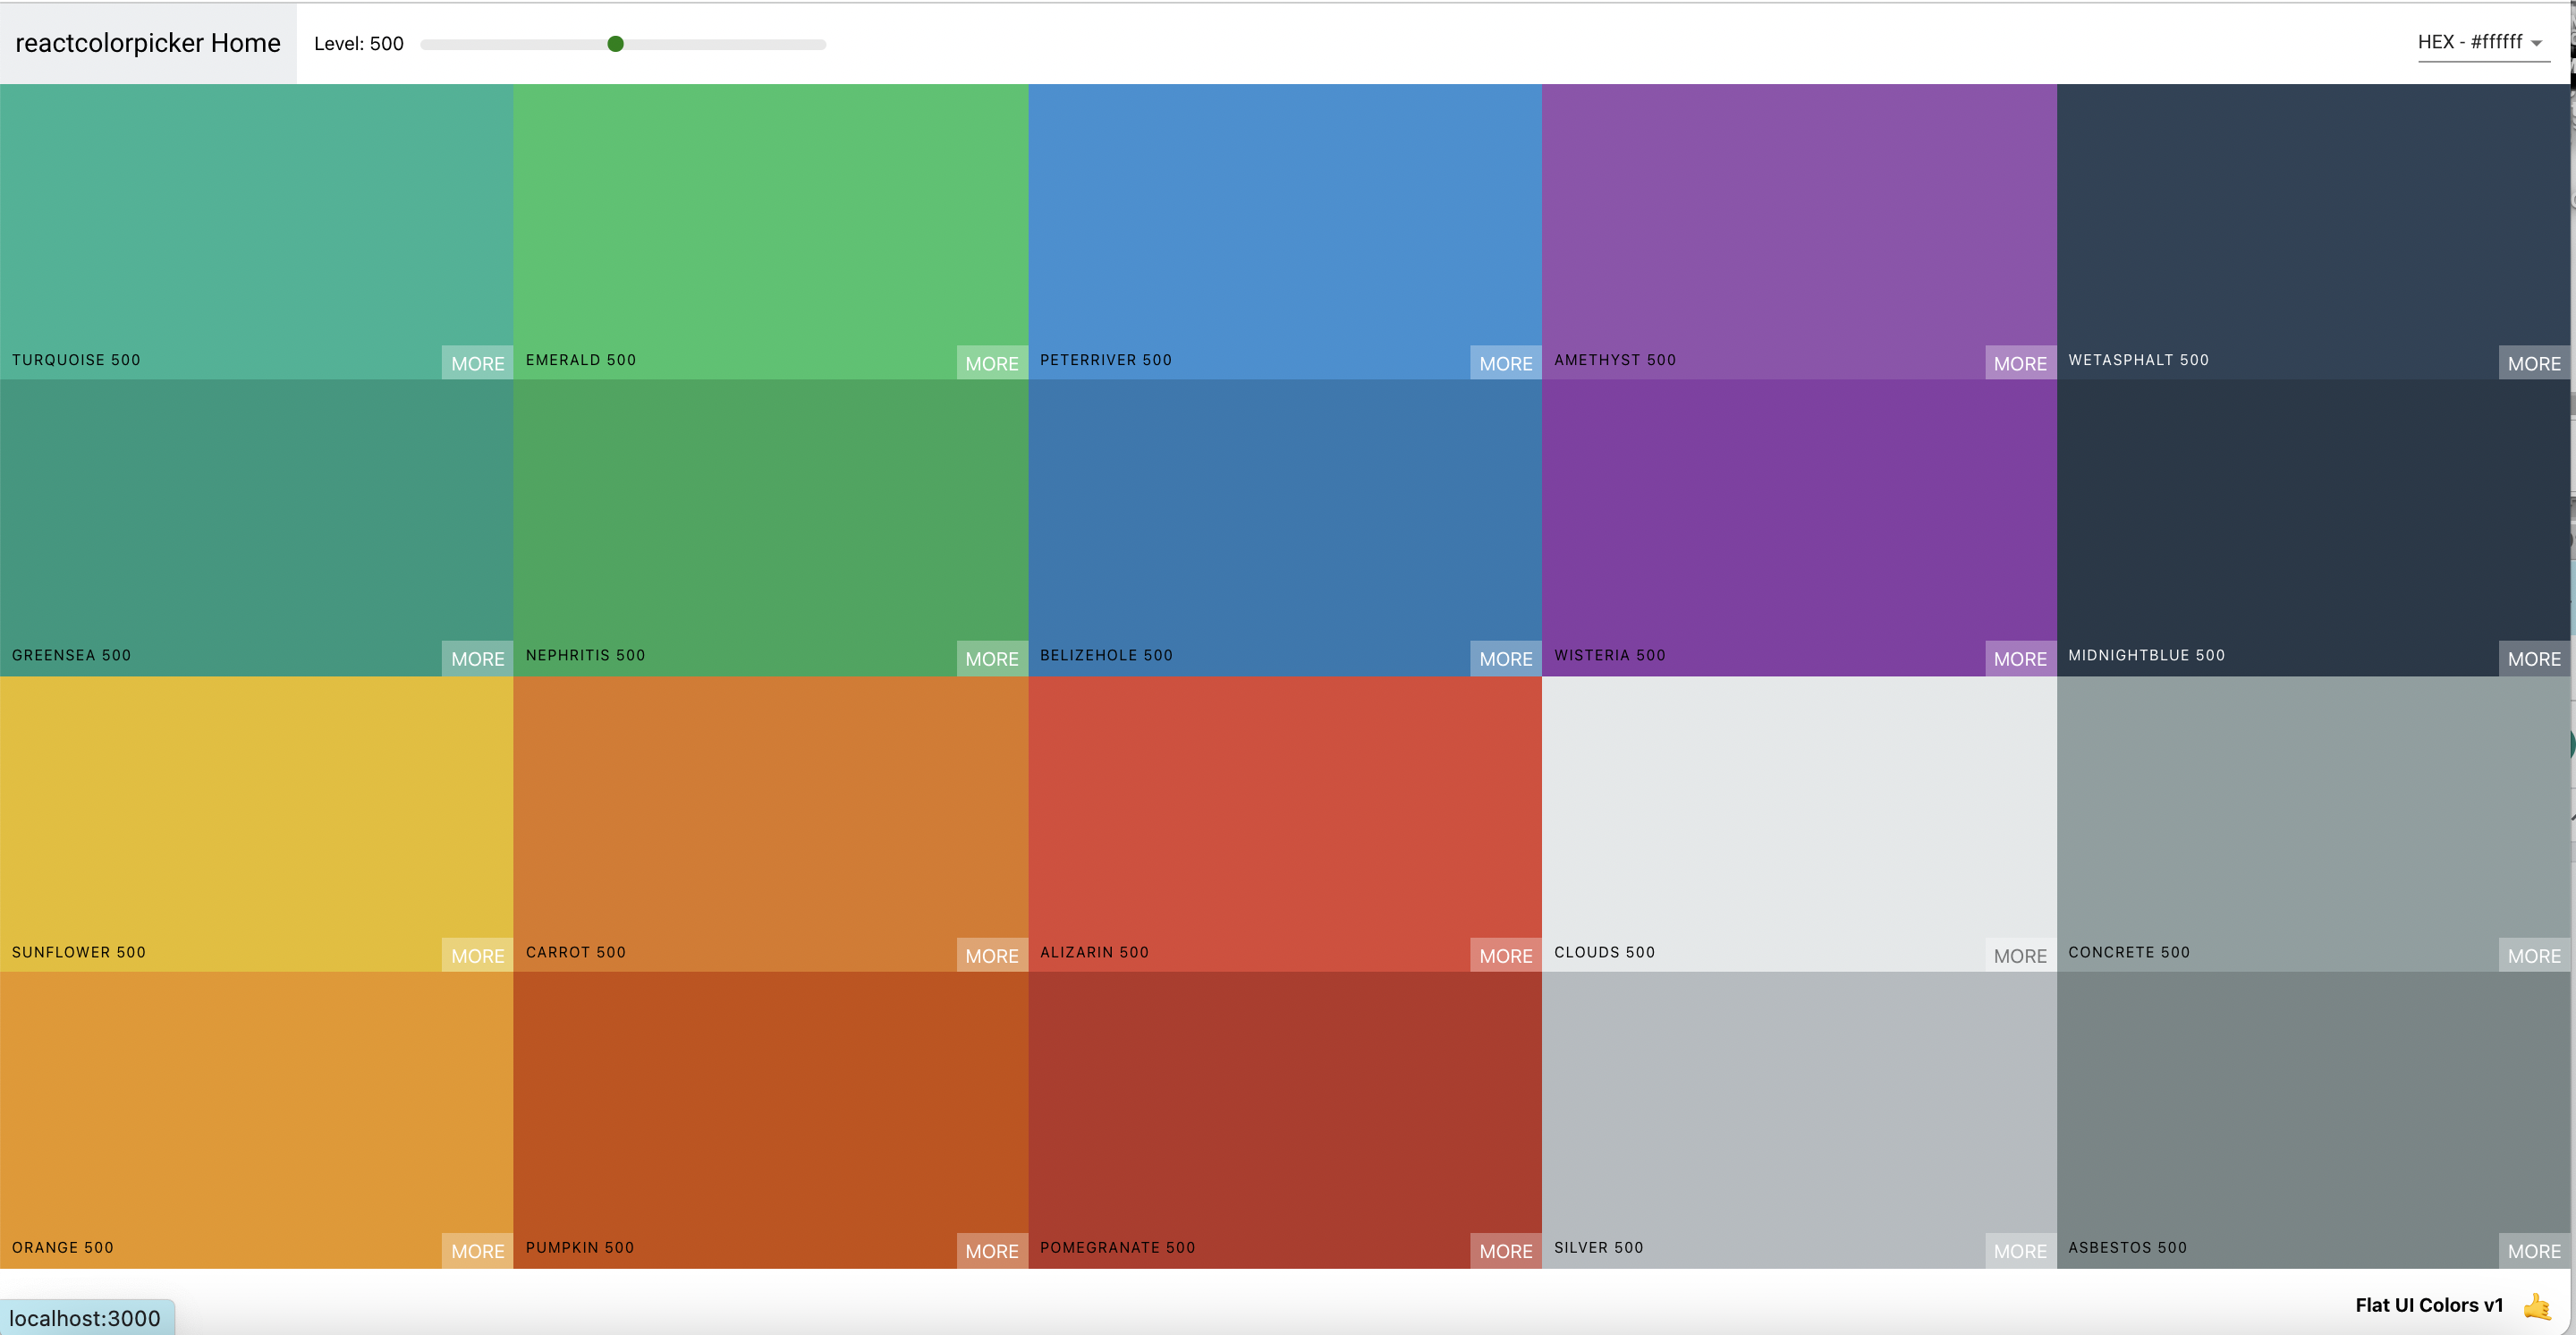 reactcolorpicker Home Level: 500 HEX - #ffffff
TURQUOISE 500 MORE EMERALD 500 MORE PETERRIVER 500 MORE AMETHYST 500 MORE WETASPHALT 500 MORE
GREENSEA 500 MORE NEPHRITIS 500 MORE BELIZEHOLE 500 MORE WISTERIA 500 MORE MIDNIGHTBLUE 500 MORE
SUNFLOWER 500 MORE CARROT 500 MORE ALIZARIN 500 MORE CLOUDS 500 MORE CONCRETE 500 MORE
ORANGE 500 MORE PUMPKIN 500 MORE POMEGRANATE 500 MORE SILVER 500 MORE ASBESTOS 500 MORE
Flat UI Colors v1 🤙
localhost:3000